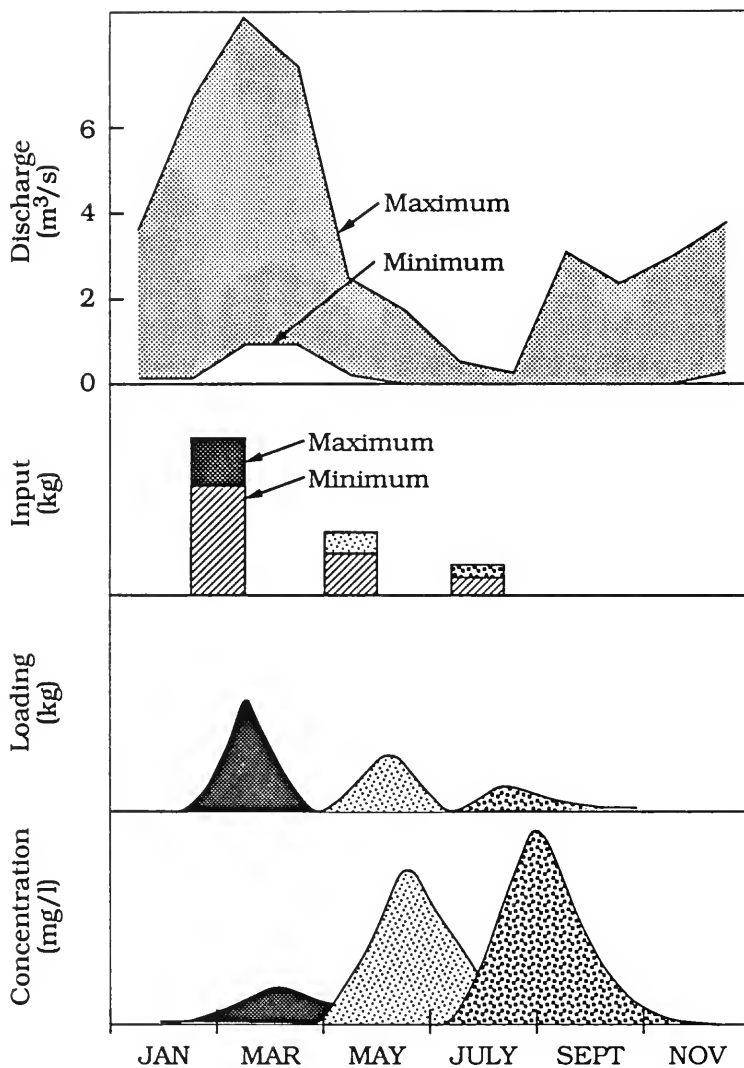 Discharge
(m³/s)
6
4
2
0
Maximum
Minimum
Input
(kg)
Maximum
Minimum
Loading
(kg)
Concentration
(mg/l)
JAN MAR MAY JULY SEPT NOV